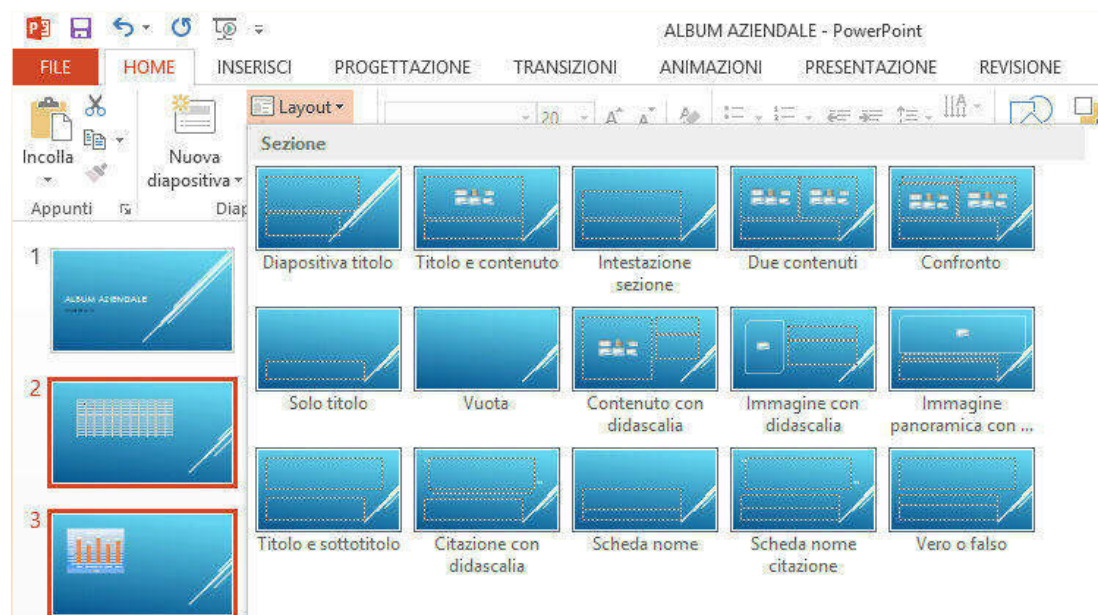 ALBUM AZIENDALE - PowerPoint
FILE HOME INSERISCI PROGETTAZIONE TRANSIZIONI ANIMAZIONI PRESENTAZIONE REVISIONE
Layout
20
Incolla
Nuova
diapositiva
Appunti
Diap
Sezione
Diapositiva titolo
Titolo e contenuto
Intestazione
sezione
Due contenuti
Confronto
Solo titolo
Vuota
Contenuto con
didascalia
Immagine con
didascalia
Immagine
panoramica con ...
Titolo e sottotitolo
Citazione con
didascalia
Scheda nome
Scheda nome
citazione
Vero o falso
1
ALBUM AZIENDALE
2
3